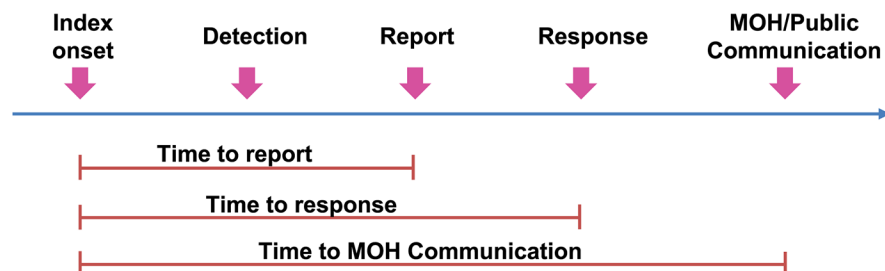 Index
onset
Detection
Report
Response
MOH/Public
Communication
Time to report
Time to response
Time to MOH Communication